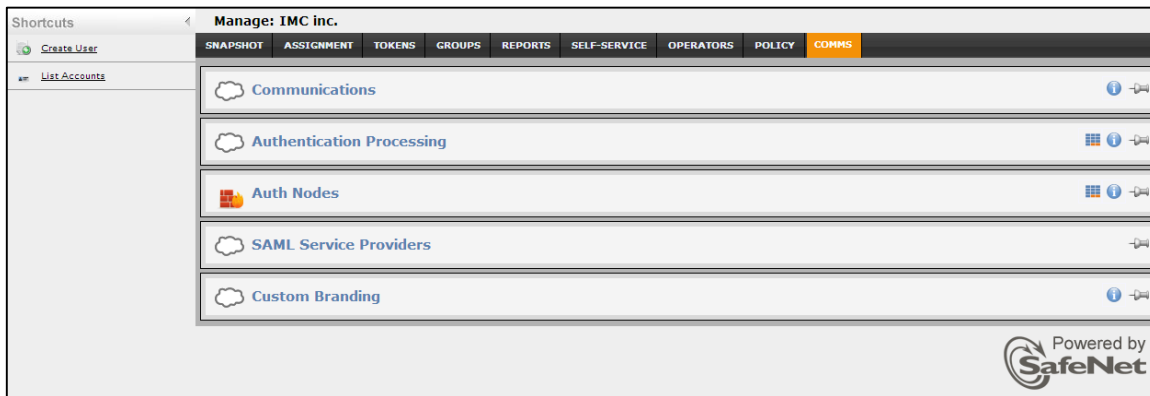 Shortcuts
Create User
List Accounts
Manage: IMC inc.
SNAPSHOT ASSIGNMENT TOKENS GROUPS REPORTS SELF-SERVICE OPERATORS POLICY COMMS
Communications
Authentication Processing
Auth Nodes
SAML Service Providers
Custom Branding
Powered by
SafeNet